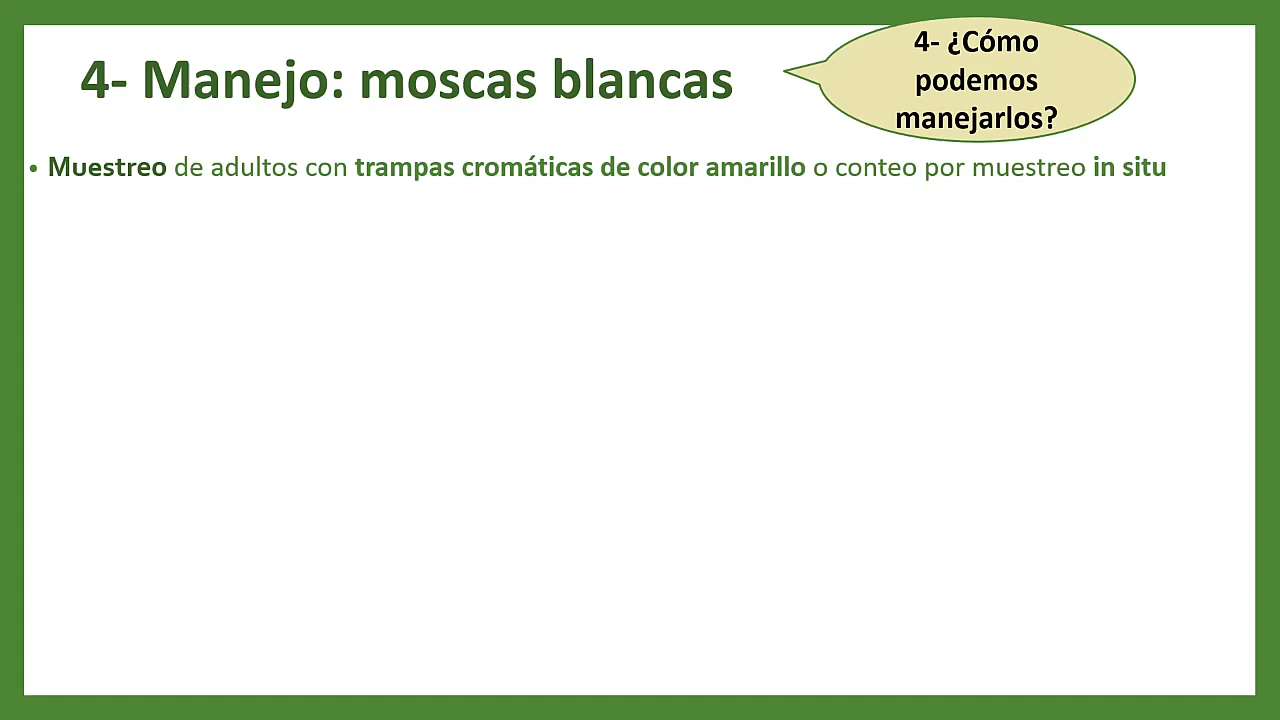 4- Manejo: moscas blancas
4- ¿Cómo
podemos
manejarlos?
• Muestreo de adultos con trampas cromáticas de color amarillo o conteo por muestreo in situ